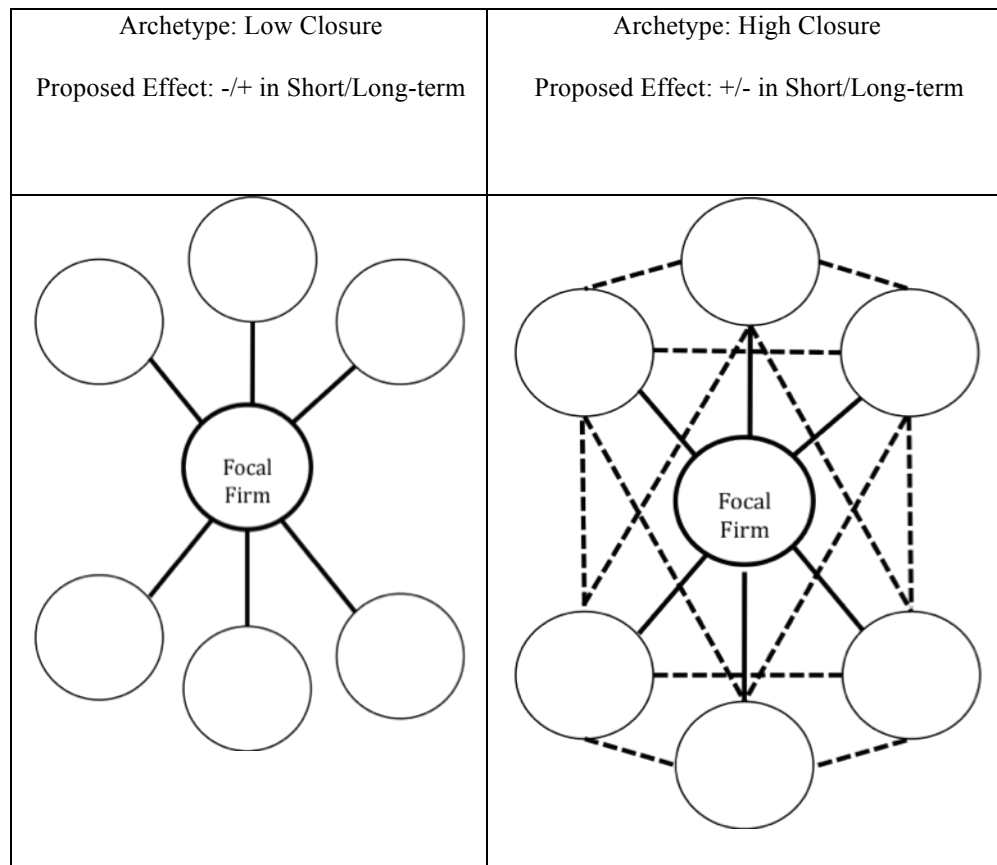 Archetype: Low Closure
Proposed Effect: -/+ in Short/Long-term
Archetype: High Closure
Proposed Effect: +/- in Short/Long-term
Focal
Firm
Focal
Firm